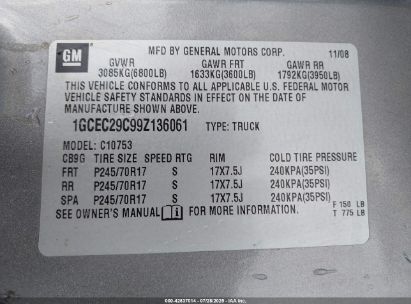 GM
MFD BY GENERAL MOTORS CORP. 11/08
GVWR GAWR FRT GAWR RR
3085KG(6800LB) 1633KG(3600LB) 1792KG(3950LB)
THIS VEHICLE CONFORMS TO ALL APPLICABLE U.S. FEDERAL MOTOR
VEHICLE SAFETY STANDARDS IN EFFECT ON THE DATE OF
MANUFACTURE SHOWN ABOVE.
1GCEC29C99Z136061 TYPE: TRUCK
MODEL: C10753
CB9G TIRE SIZE SPEED RTG RIM COLD TIRE PRESSURE
FRT P245/70R17 S 17X7.5J 240KPA(35PSI)
RR P245/70R17 S 17X7.5J 240KPA(35PSI)
SPA P245/70R17 S 17X7.5J 240KPA(35PSI)
SEE OWNER'S MANUAL FOR MORE INFORMATION.
F 150 LB
T 775 LB